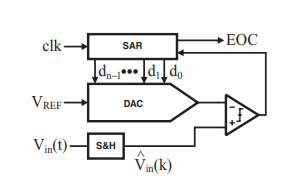 clk SAR EOC
dn-1 ••• d1 d0
VREF DAC
Vin(t) S&H
V̂in(k)
- +